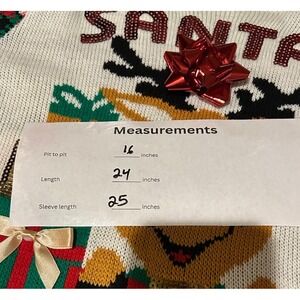 SANTA
Measurements
Pit to pit 16 inches
Length 24 inches
Sleeve length 25 inches